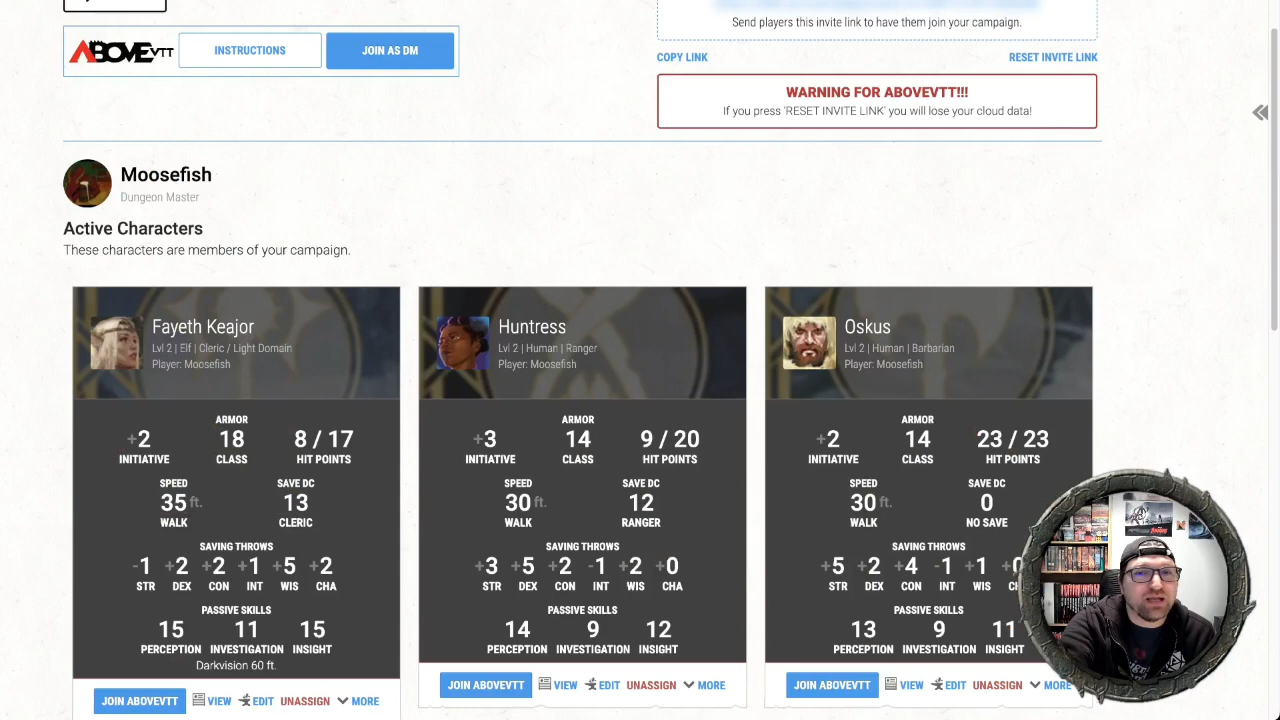 Send players this invite link to have them join your campaign.
ABOVEVTT INSTRUCTIONS JOIN AS DM
COPY LINK RESET INVITE LINK
WARNING FOR ABOVEVTT!!!
If you press 'RESET INVITE LINK' you will lose your cloud data!
Moosefish
Dungeon Master
Active Characters
These characters are members of your campaign.
Fayeth Keajor
Lvl 2 | Elf | Cleric / Light Domain
Player: Moosefish
ARMOR
+2 18 8 / 17
INITIATIVE CLASS HIT POINTS
SPEED SAVE DC
35 ft. 13
WALK CLERIC
SAVING THROWS
-1 +2 +2 +1 +5 +2
STR DEX CON INT WIS CHA
PASSIVE SKILLS
15 11 15
PERCEPTION INVESTIGATION INSIGHT
Darkvision 60 ft.
JOIN ABOVEVTT VIEW EDIT UNASSIGN MORE
Huntress
Lvl 2 | Human | Ranger
Player: Moosefish
ARMOR
+3 14 9 / 20
INITIATIVE CLASS HIT POINTS
SPEED SAVE DC
30 ft. 12
WALK RANGER
SAVING THROWS
+3 +5 +2 -1 +2 +0
STR DEX CON INT WIS CHA
PASSIVE SKILLS
14 9 12
PERCEPTION INVESTIGATION INSIGHT
JOIN ABOVEVTT VIEW EDIT UNASSIGN MORE
Oskus
Lvl 2 | Human | Barbarian
Player: Moosefish
ARMOR
+2 14 23 / 23
INITIATIVE CLASS HIT POINTS
SPEED SAVE DC
30 ft. 0
WALK NO SAVE
SAVING THROWS
+5 +2 +4 -1 +1
STR DEX CON INT WIS
PASSIVE SKILLS
13 9 11
PERCEPTION INVESTIGATION INSIGHT
JOIN ABOVEVTT VIEW EDIT UNASSIGN MORE